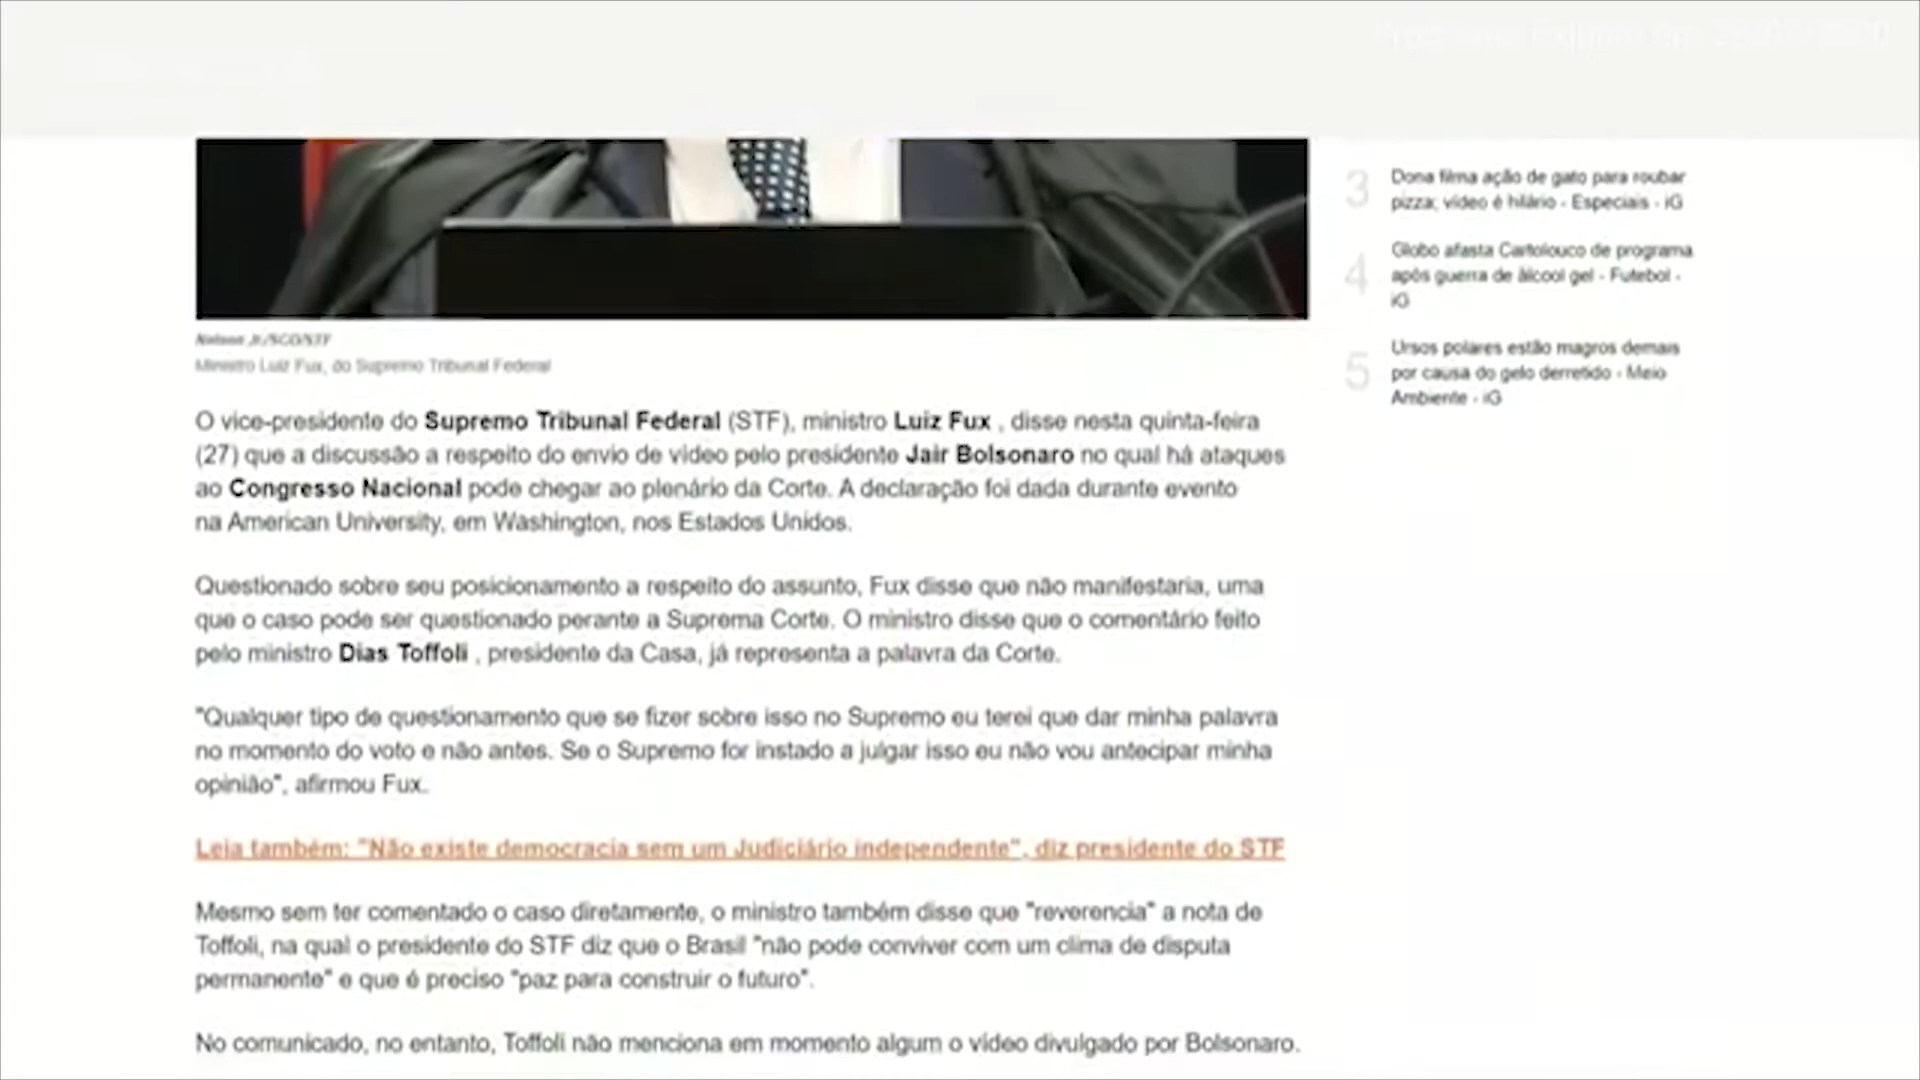 Nelson Jr./SCO/STF
Ministro Luiz Fux, do Supremo Tribunal Federal
O vice-presidente do Supremo Tribunal Federal (STF), ministro Luiz Fux , disse nesta quinta-feira
(27) que a discussão a respeito do envio de vídeo pelo presidente Jair Bolsonaro no qual há ataques
ao Congresso Nacional pode chegar ao plenário da Corte. A declaração foi dada durante evento
na American University, em Washington, nos Estados Unidos.
Questionado sobre seu posicionamento a respeito do assunto, Fux disse que não manifestaria, uma
que o caso pode ser questionado perante a Suprema Corte. O ministro disse que o comentário feito
pelo ministro Dias Toffoli , presidente da Casa, já representa a palavra da Corte.
"Qualquer tipo de questionamento que se fizer sobre isso no Supremo eu terei que dar minha palavra
no momento do voto e não antes. Se o Supremo for instado a julgar isso eu não vou antecipar minha
opinião", afirmou Fux.
Leia também: "Não existe democracia sem um Judiciário independente", diz presidente do STF
Mesmo sem ter comentado o caso diretamente, o ministro também disse que "reverencia" a nota de
Toffoli, na qual o presidente do STF diz que o Brasil "não pode conviver com um clima de disputa
permanente" e que é preciso "paz para construir o futuro".
No comunicado, no entanto, Toffoli não menciona em momento algum o vídeo divulgado por Bolsonaro.
3 Dona filma ação de gato para roubar
pizza; vídeo é hilário - Especiais - iG
4 Globo afasta Cartolouco de programa
após guerra de álcool gel - Futebol -
iG
5 Ursos polares estão magros demais
por causa do gelo derretido - Meio
Ambiente - iG